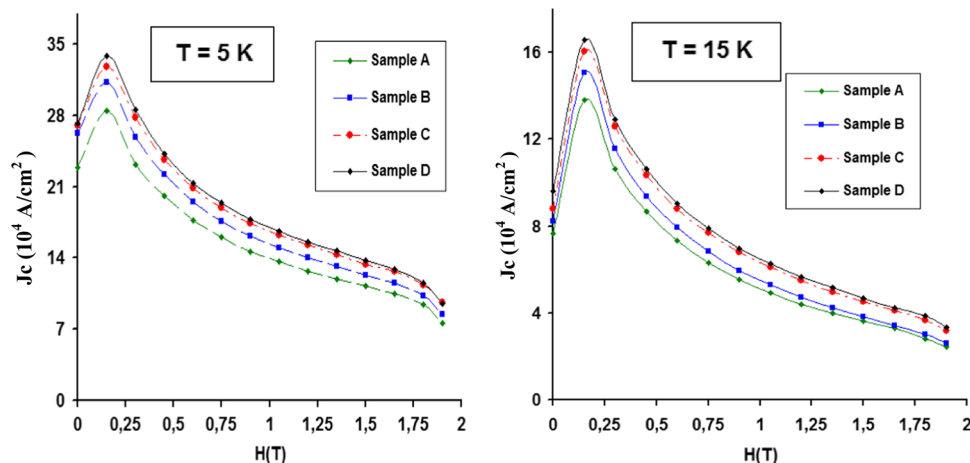 T = 5 K
Sample A
Sample B
Sample C
Sample D
Jc (10⁴ A/cm²)
35
28
21
14
7
0
0
0,25
0,5
0,75
1
1,25
1,5
1,75
2
H(T)
T = 15 K
Sample A
Sample B
Sample C
Sample D
Jc (10⁴ A/cm²)
16
12
8
4
0
0
0,25
0,5
0,75
1
1,25
1,5
1,75
2
H(T)